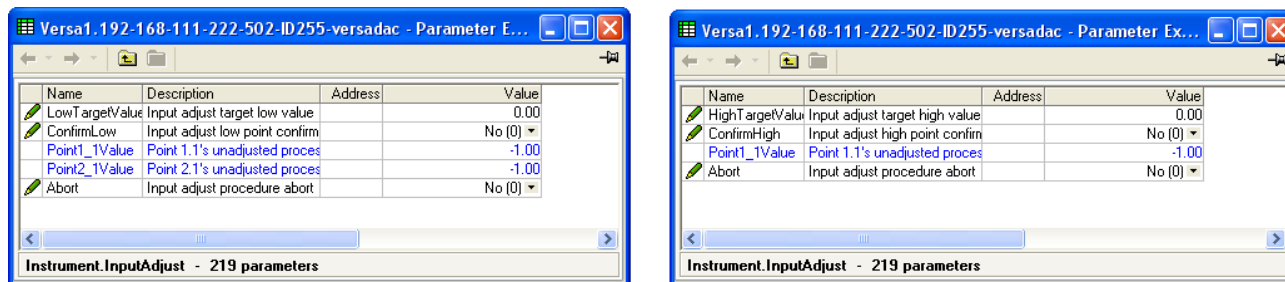 Versa1.192-168-111-222-502-ID255-versadac - Parameter E...
Name Description Address Value
LowTargetValue Input adjust target low value 0.00
ConfirmLow Input adjust low point confirm No (0)
Point1_1Value Point 1.1's unadjusted proces -1.00
Point2_1Value Point 2.1's unadjusted proces -1.00
Abort Input adjust procedure abort No (0)
Instrument.InputAdjust - 219 parameters
Versa1.192-168-111-222-502-ID255-versadac - Parameter Ex...
Name Description Address Value
HighTargetValu Input adjust target high value 0.00
ConfirmHigh Input adjust high point confirm No (0)
Point1_1Value Point 1.1's unadjusted proces -1.00
Abort Input adjust procedure abort No (0)
Instrument.InputAdjust - 219 parameters